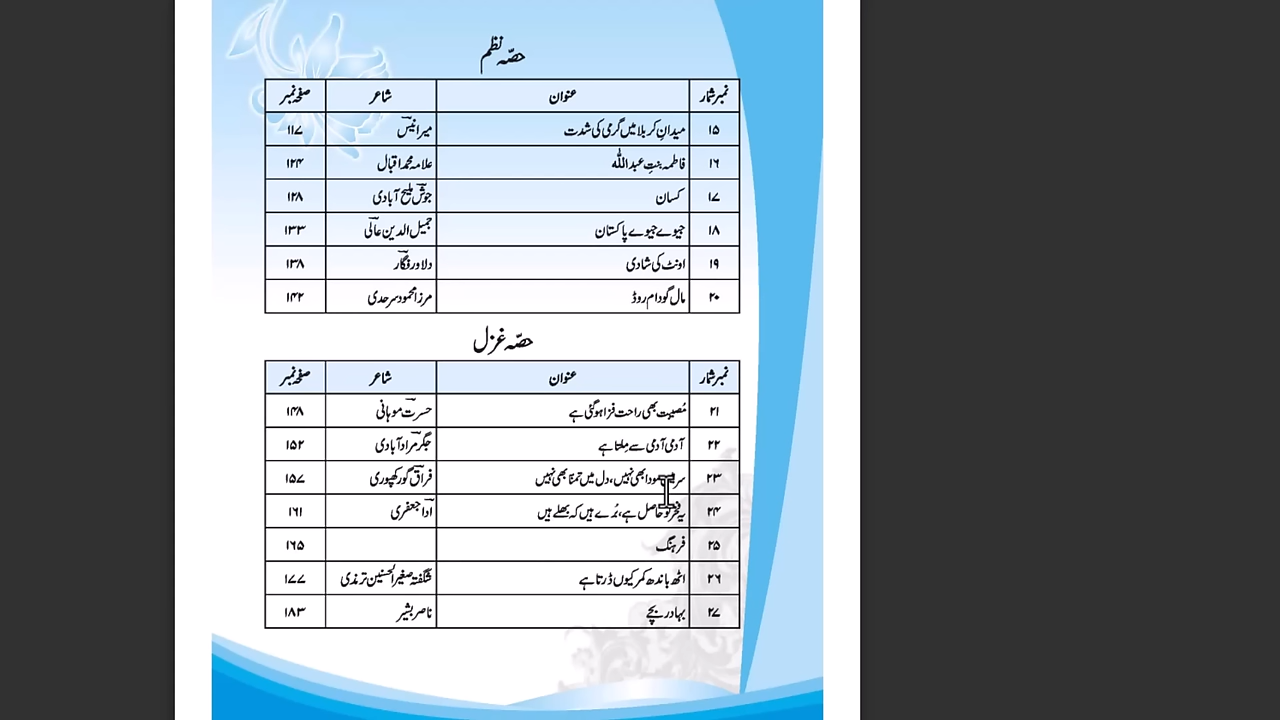 حصّہ نظم
نمبر شمار عنوان شاعر صفحہ نمبر
۱۵ میدانِ کربلا میں گرمی کی شدت میر انیسؔ ۱۱۷
۱۶ فاطمہ بنتِ عبداللہ علامہ محمد اقبال ۱۲۴
۱۷ کسان جوشؔ ملیح آبادی ۱۲۸
۱۸ جیوے جیوے پاکستان جمیل الدین عالیؔ ۱۳۳
۱۹ اونٹ کی شادی دلاور فگارؔ ۱۳۸
۲۰ مال گودام روڈ مرزا محمود سرحدی ۱۴۲
حصّہ غزل
نمبر شمار عنوان شاعر صفحہ نمبر
۲۱ مُصیبت بھی راحت فزا ہو گئی ہے حسرتؔ موہانی ۱۴۸
۲۲ آدمی آدمی سے مِلتا ہے جگرؔ مراد آبادی ۱۵۲
۲۳ سر میں سودا بھی نہیں، دل میں تمنّا بھی نہیں فراقؔ گورکھپوری ۱۵۷
۲۴ یہ فخر تو حاصل ہے، بُرے ہیں کہ بھلے ہیں اداؔ جعفری ۱۶۱
۲۵ فرہنگ ۱۶۵
۲۶ اٹھ باندھ کمر کیوں ڈرتا ہے شگفتہ صغیر الحسنین ترمذی ۱۷۷
۲۷ بہادر بچے ناصر بشیر ۱۸۳